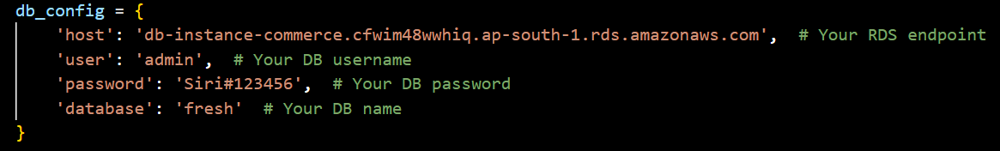 db_config = {
    'host': 'db-instance-commerce.cfwim48wwhiq.ap-south-1.rds.amazonaws.com',  # Your RDS endpoint
    'user': 'admin',  # Your DB username
    'password': 'Siri#123456',  # Your DB password
    'database': 'fresh'  # Your DB name
}